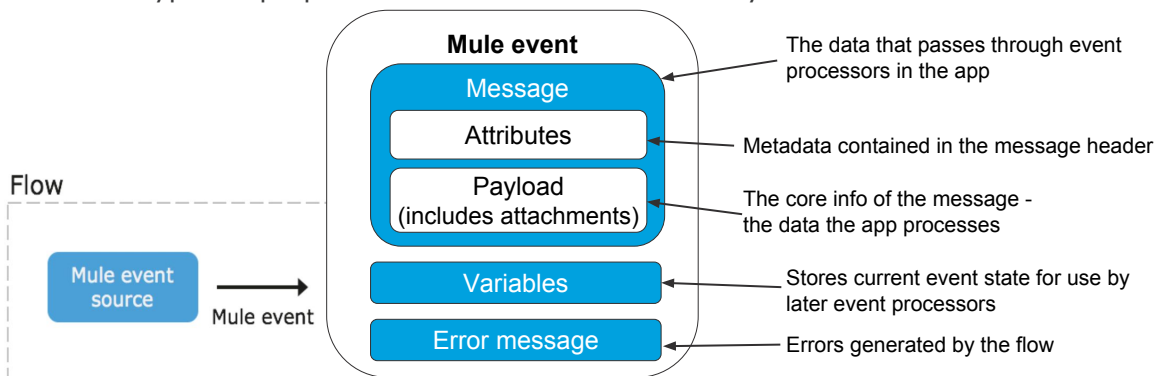 Mule event
Message
Attributes
Payload
(includes attachments)
Variables
Error message
The data that passes through event
processors in the app
Metadata contained in the message header
The core info of the message -
the data the app processes
Stores current event state for use by
later event processors
Errors generated by the flow
Flow
Mule event
source
Mule event